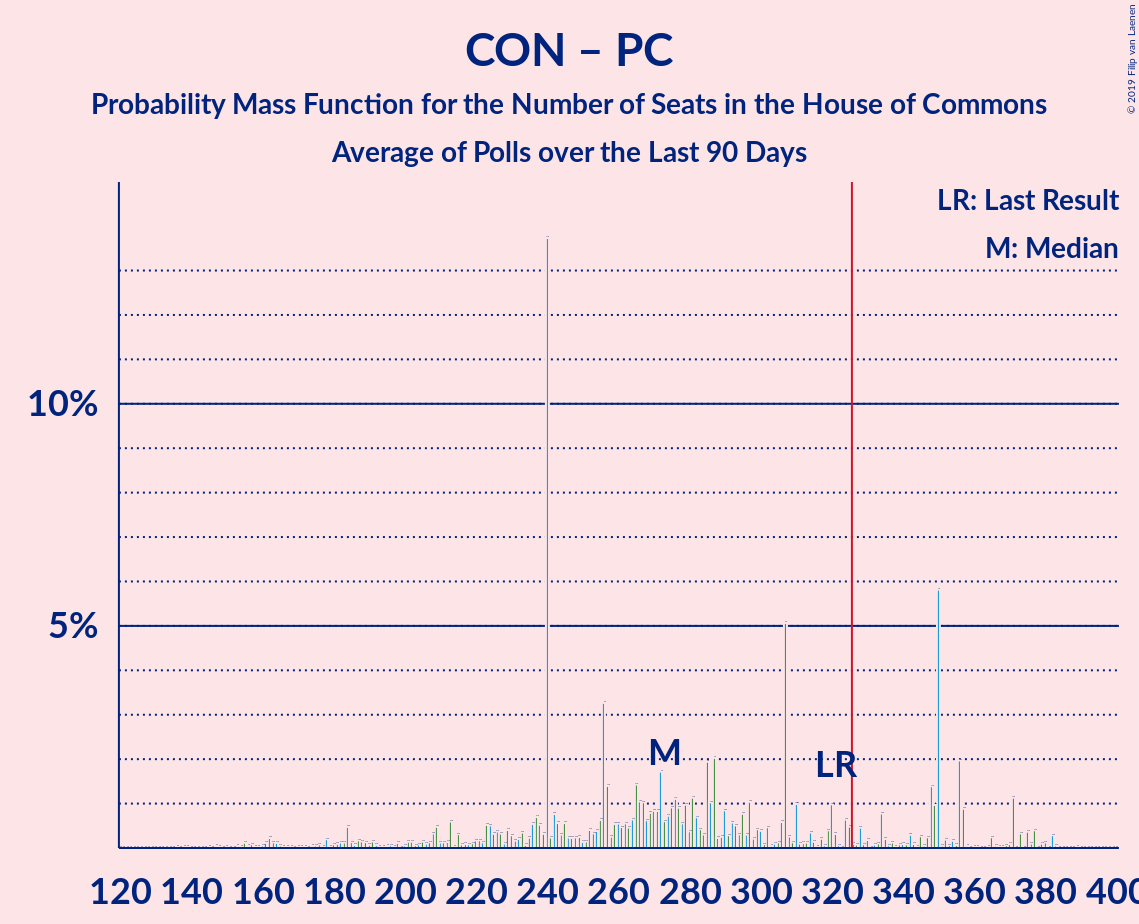 CON – PC
Probability Mass Function for the Number of Seats in the House of Commons
Average of Polls over the Last 90 Days
© 2019 Filip van Laenen
LR: Last Result
M: Median
10%
5%
M
LR
120 140 160 180 200 220 240 260 280 300 320 340 360 380 400